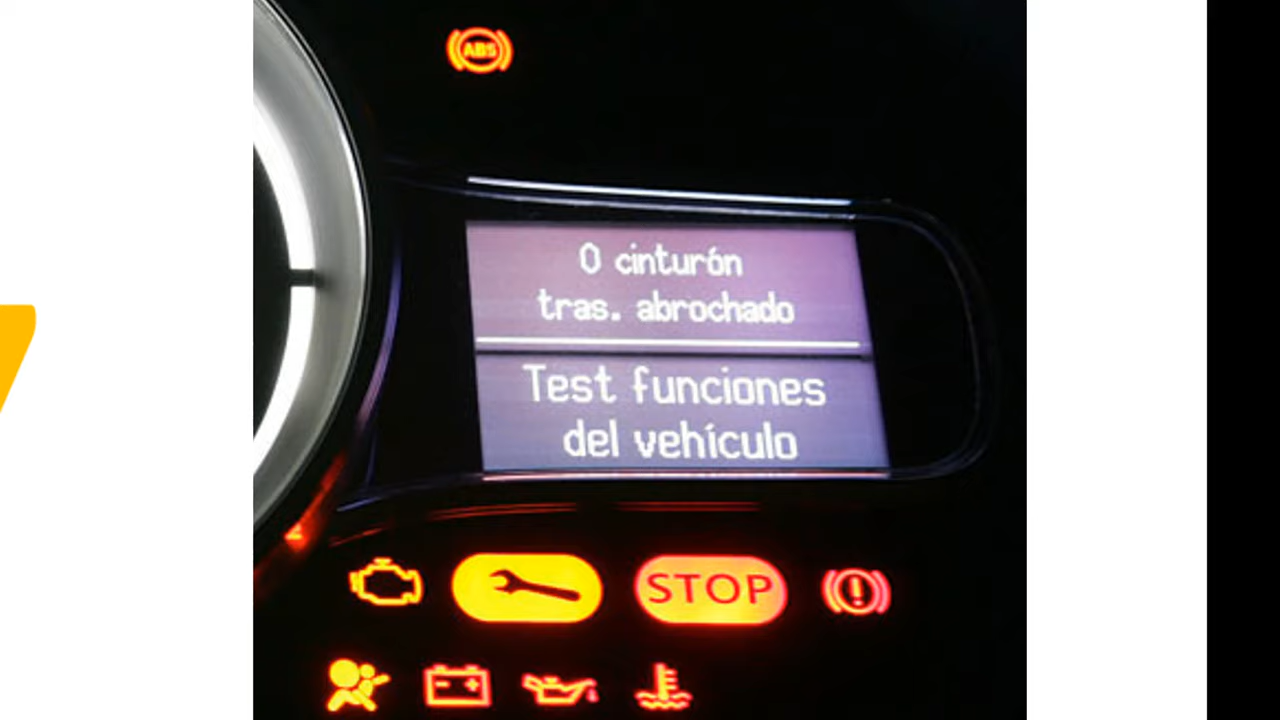 ABS
0 cinturón
tras. abrochado
Test funciones
del vehículo
STOP